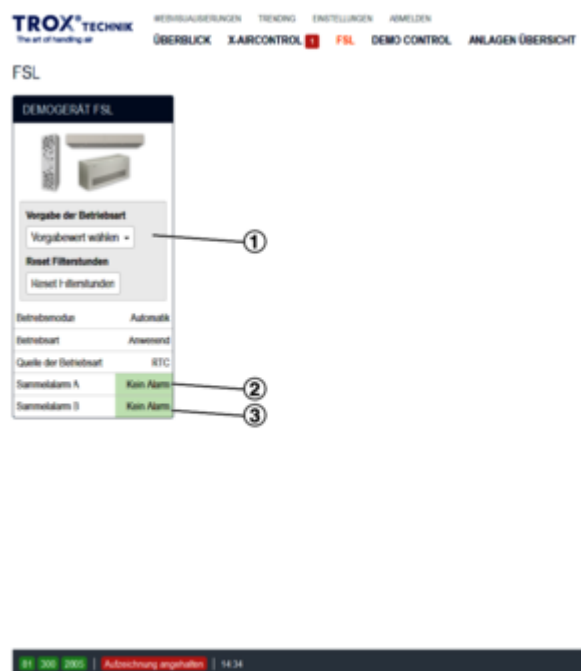 TROX® TECHNIK
The art of handling air
WEBVISUALISIERUNGEN TRENDING EINSTELLUNGEN ABMELDEN
ÜBERBLICK X-AIRCONTROL 1 FSL DEMO CONTROL ANLAGEN ÜBERSICHT
FSL
DEMOGERÄT FSL
Vorgabe der Betriebsart
Vorgabewert wählen
1
Reset Filterstunden
Reset Filterstunden
Betriebsmodus Automatik
Betriebsart Anwesend
Quelle der Betriebsart RTC
Sammelalarm A Kein Alarm
2
Sammelalarm B Kein Alarm
3
300 Aufzeichnung angehalten 14:34